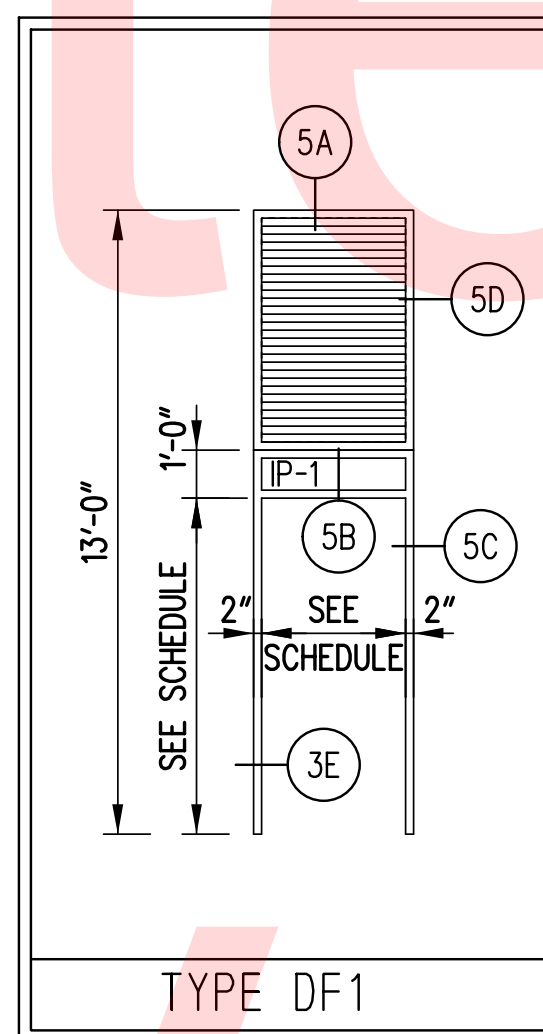 5A
5D
1'-0"
13'-0"
IP-1
5B
5C
2"
SEE
2"
SCHEDULE
SEE SCHEDULE
3E
TYPE DF1